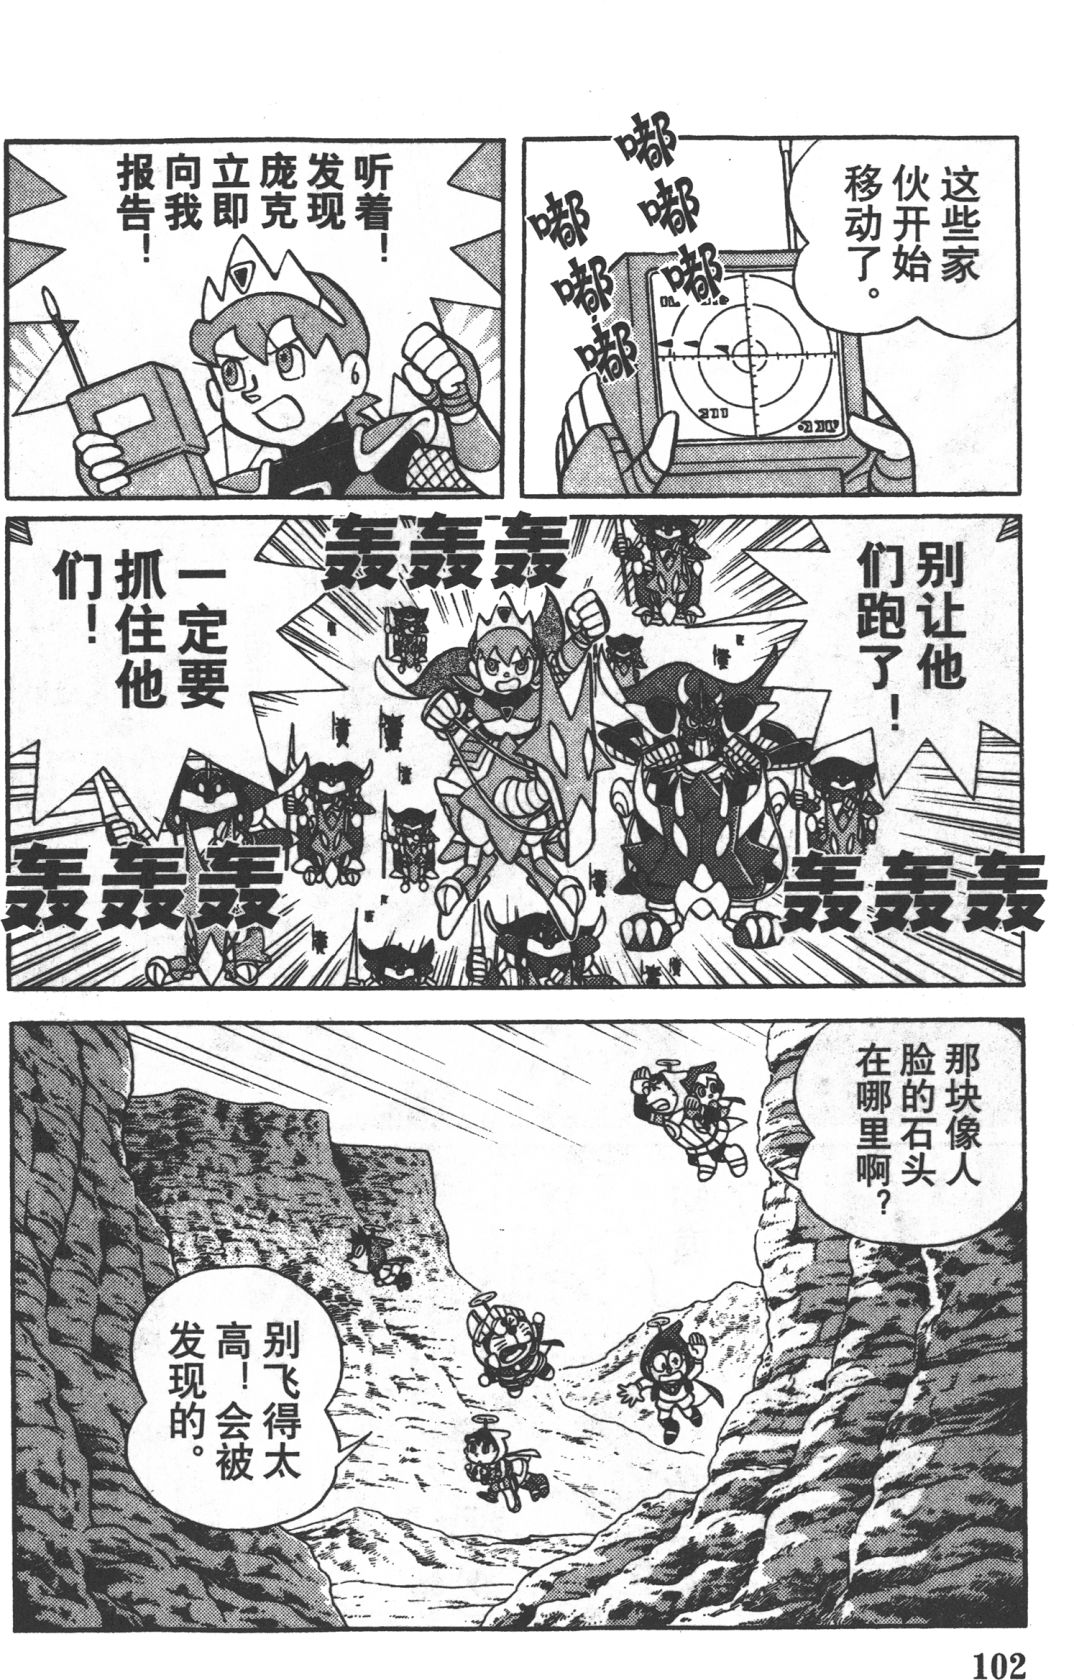 这些家
伙开始
移动了。
嘟
嘟
嘟
嘟
嘟
嘟
听着！
发现
庞克
立即
向我
报告！
轰轰轰
别让他
们跑了！
一定要
抓住他
们！
轰轰轰
轰轰轰
那块像人
脸的石头
在哪里啊？
别飞得太
高！会被
发现的。
102